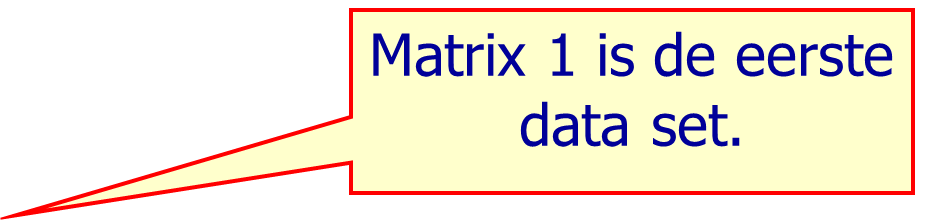 Matrix 1 is de eerste
data set.